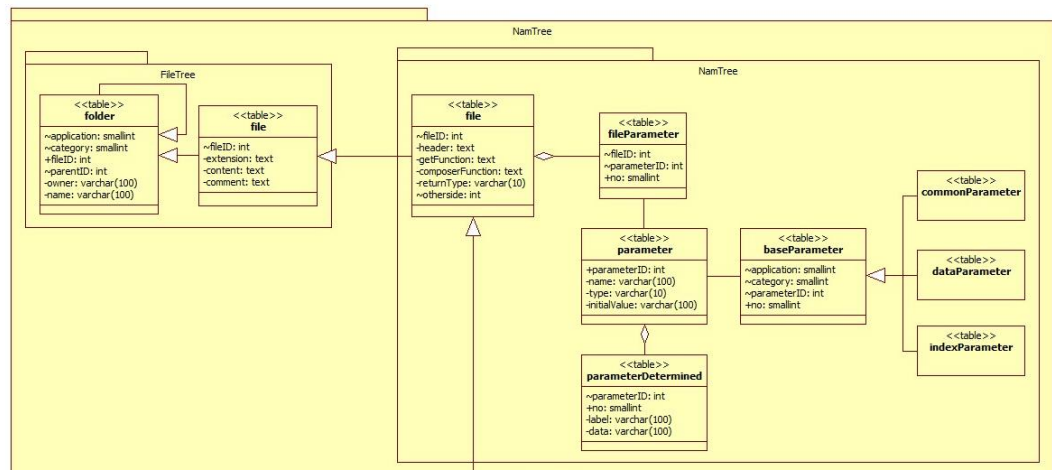 NamTree
FileTree
<<table>>
folder
~application: smallint
~category: smallint
+fileID: int
~parentID: int
-owner: varchar(100)
-name: varchar(100)
<<table>>
file
~fileID: int
-extension: text
-content: text
-comment: text
NamTree
<<table>>
file
~fileID: int
-header: text
-getFunction: text
-composerFunction: text
-returnType: varchar(10)
~otherside: int
<<table>>
fileParameter
~fileID: int
~parameterID: int
+no: smallint
<<table>>
parameter
+parameterID: int
-name: varchar(100)
-type: varchar(10)
-initialValue: varchar(100)
<<table>>
baseParameter
~application: smallint
~category: smallint
~parameterID: int
+no: smallint
<<table>>
commonParameter
<<table>>
dataParameter
<<table>>
indexParameter
<<table>>
parameterDetermined
~parameterID: int
+no: smallint
-label: varchar(100)
-data: varchar(100)